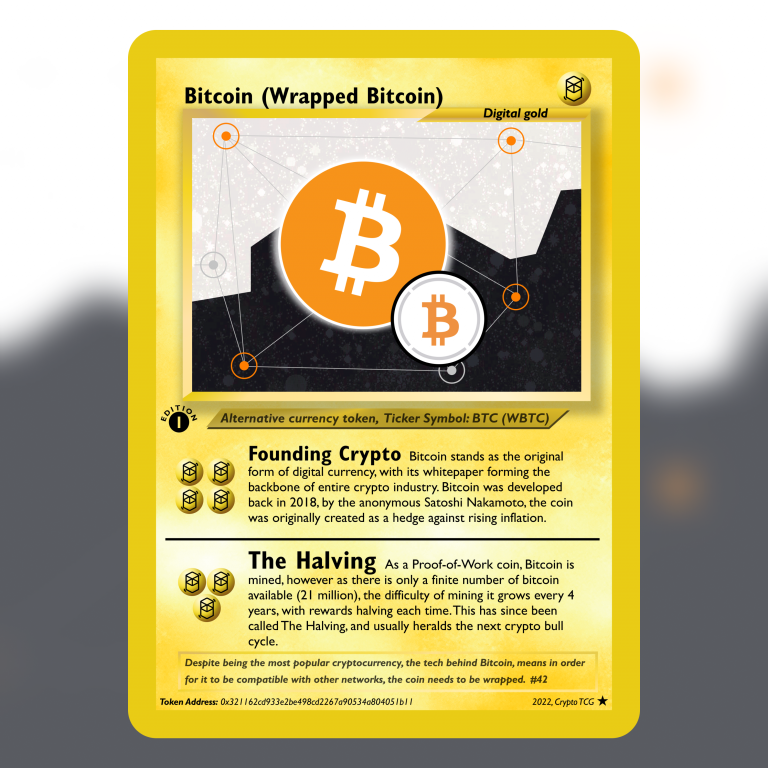 Bitcoin (Wrapped Bitcoin)
Digital gold
EDITION
1
Alternative currency token, Ticker Symbol: BTC (WBTC)
Founding Crypto Bitcoin stands as the original
form of digital currency, with its whitepaper forming the
backbone of entire crypto industry. Bitcoin was developed
back in 2018, by the anonymous Satoshi Nakamoto, the coin
was originally created as a hedge against rising inflation.
The Halving As a Proof-of-Work coin, Bitcoin is
mined, however as there is only a finite number of bitcoin
available (21 million), the difficulty of mining it grows every 4
years, with rewards halving each time. This has since been
called The Halving, and usually heralds the next crypto bull
cycle.
Despite being the most popular cryptocurrency, the tech behind Bitcoin, means in order
for it to be compatible with other networks, the coin needs to be wrapped. #42
Token Address: 0x321162cd933e2be498cd2267a90534a804051b11
2022, Crypto TCG ★